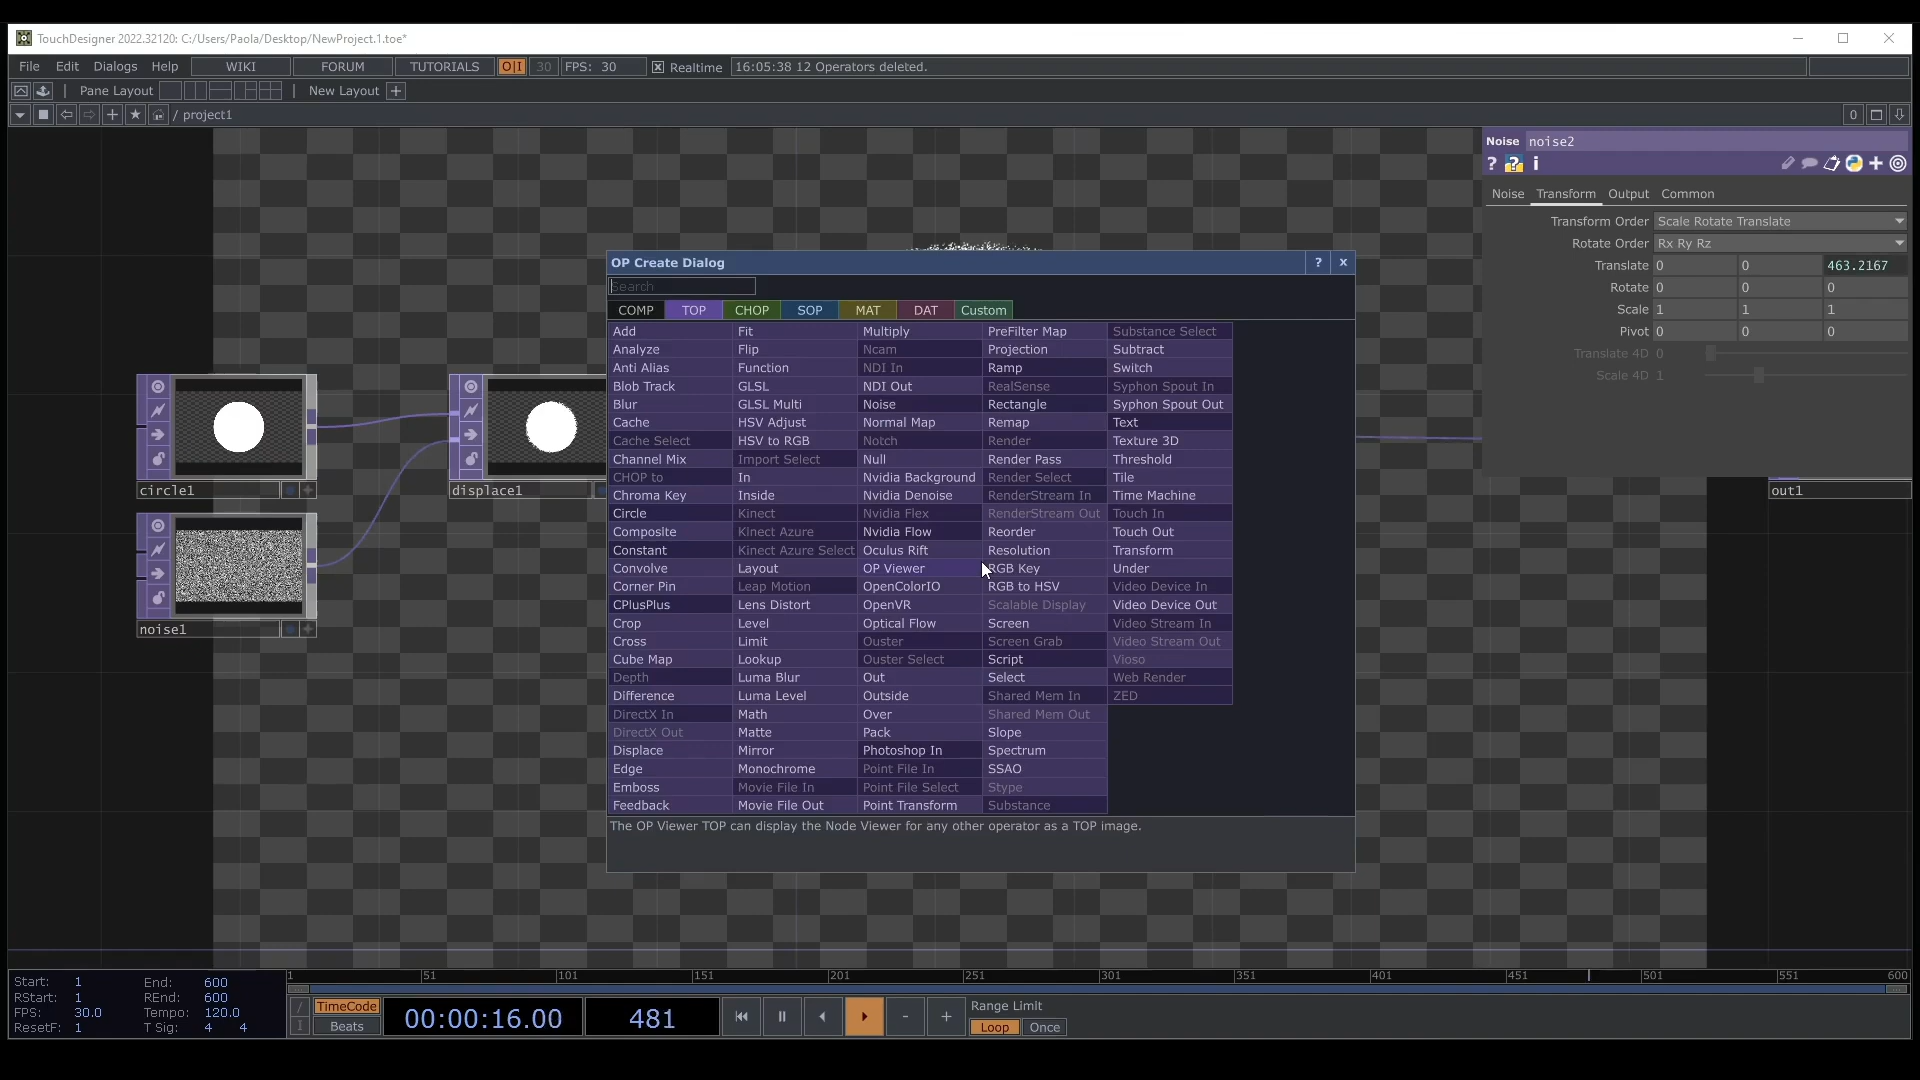 TouchDesigner 2022.32120: C:/Users/Paola/Desktop/NewProject.1.toe*
File Edit Dialogs Help WIKI FORUM TUTORIALS O|I 30 FPS: 30 Realtime 16:05:38 12 Operators deleted.
Pane Layout New Layout +
/ project1 0
Noise noise2
? ? i
Noise Transform Output Common
Transform Order Scale Rotate Translate
Rotate Order Rx Ry Rz
Translate 0 0 463.2167
Rotate 0 0 0
Scale 1 1 1
Pivot 0 0 0
Translate 4D 0
Scale 4D 1
OP Create Dialog ? x
Search
COMP TOP CHOP SOP MAT DAT Custom
Add Fit Multiply PreFilter Map Substance Select
Analyze Flip Ncam Projection Subtract
Anti Alias Function NDI In Ramp Switch
Blob Track GLSL NDI Out RealSense Syphon Spout In
Blur GLSL Multi Noise Rectangle Syphon Spout Out
Cache HSV Adjust Normal Map Remap Text
Cache Select HSV to RGB Notch Render Texture 3D
Channel Mix Import Select Null Render Pass Threshold
CHOP to In Nvidia Background Render Select Tile
Chroma Key Inside Nvidia Denoise RenderStream In Time Machine
Circle Kinect Nvidia Flex RenderStream Out Touch In
Composite Kinect Azure Nvidia Flow Reorder Touch Out
Constant Kinect Azure Select Oculus Rift Resolution Transform
Convolve Layout OP Viewer RGB Key Under
Corner Pin Leap Motion OpenColorIO RGB to HSV Video Device In
CPlusPlus Lens Distort OpenVR Scalable Display Video Device Out
Crop Level Optical Flow Screen Video Stream In
Cross Limit Ouster Screen Grab Video Stream Out
Cube Map Lookup Ouster Select Script Vioso
Depth Luma Blur Out Select Web Render
Difference Luma Level Outside Shared Mem In ZED
DirectX In Math Over Shared Mem Out
DirectX Out Matte Pack Slope
Displace Mirror Photoshop In Spectrum
Edge Monochrome Point File In SSAO
Emboss Movie File In Point File Select Stype
Feedback Movie File Out Point Transform Substance
The OP Viewer TOP can display the Node Viewer for any other operator as a TOP image.
circle1
displace1
out1
noise1
1 51 101 151 201 251 301 351 401 451 501 551 600
Start: 1 End: 600
RStart: 1 REnd: 600
FPS: 30.0 Tempo: 120.0
ResetF: 1 T Sig: 4 4
/ TimeCode
I Beats
00:00:16.00 481 - +
Range Limit
Loop Once